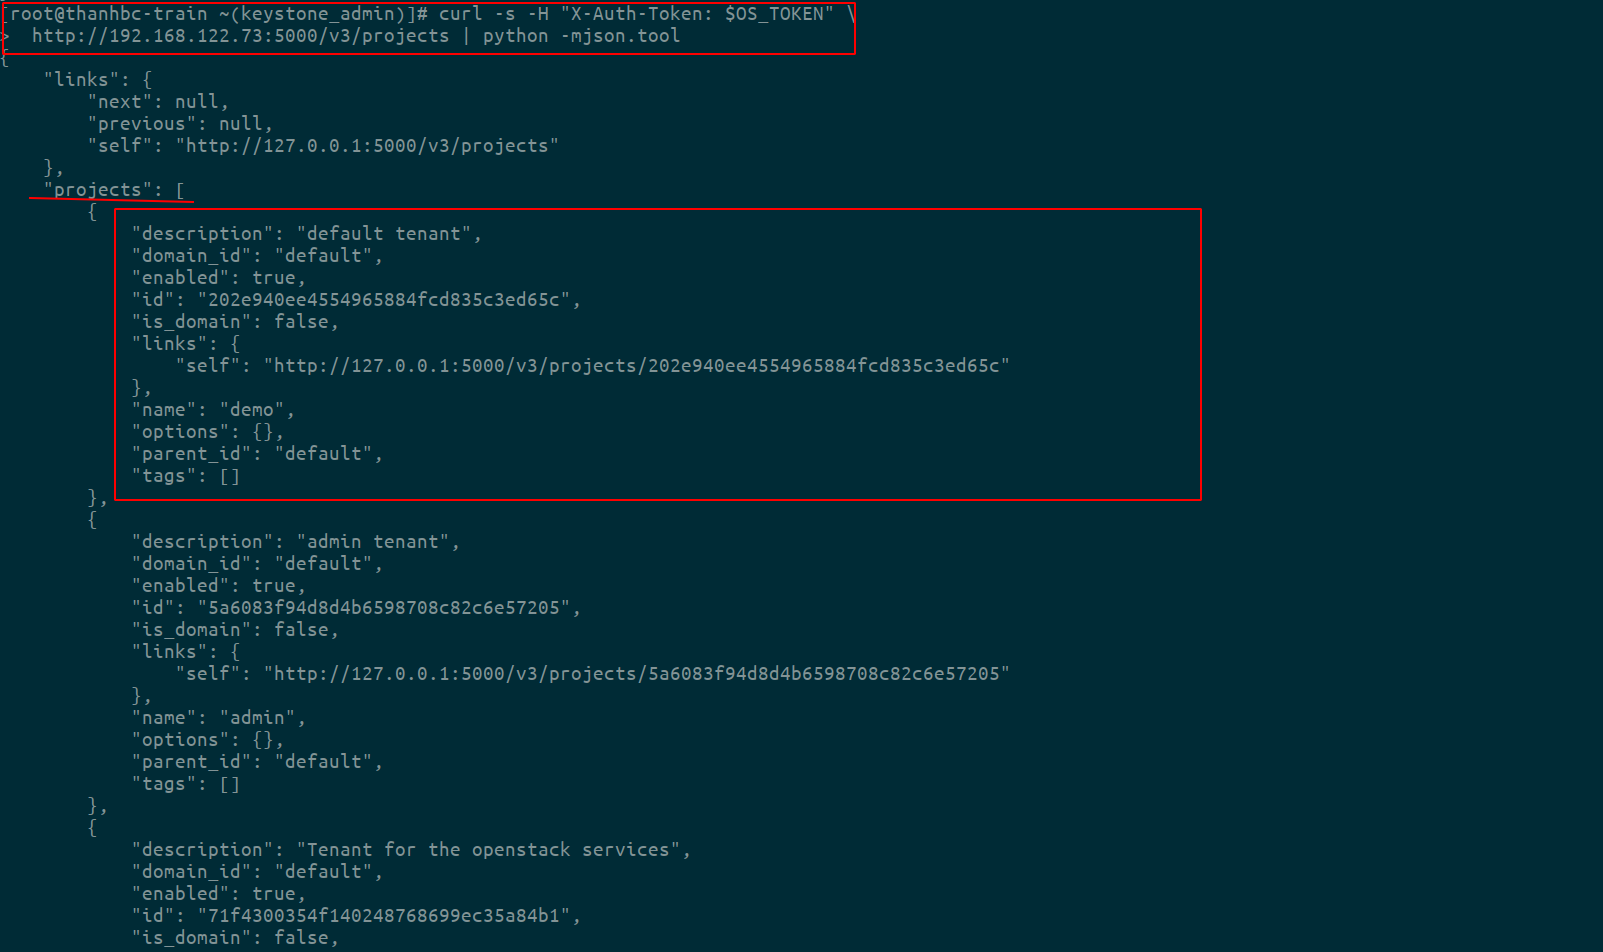 [root@thanhbc-train ~(keystone_admin)]# curl -s -H "X-Auth-Token: $OS_TOKEN" \
>  http://192.168.122.73:5000/v3/projects | python -mjson.tool
{
    "links": {
        "next": null,
        "previous": null,
        "self": "http://127.0.0.1:5000/v3/projects"
    },
    "projects": [
        {
            "description": "default tenant",
            "domain_id": "default",
            "enabled": true,
            "id": "202e940ee4554965884fcd835c3ed65c",
            "is_domain": false,
            "links": {
                "self": "http://127.0.0.1:5000/v3/projects/202e940ee4554965884fcd835c3ed65c"
            },
            "name": "demo",
            "options": {},
            "parent_id": "default",
            "tags": []
        },
        {
            "description": "admin tenant",
            "domain_id": "default",
            "enabled": true,
            "id": "5a6083f94d8d4b6598708c82c6e57205",
            "is_domain": false,
            "links": {
                "self": "http://127.0.0.1:5000/v3/projects/5a6083f94d8d4b6598708c82c6e57205"
            },
            "name": "admin",
            "options": {},
            "parent_id": "default",
            "tags": []
        },
        {
            "description": "Tenant for the openstack services",
            "domain_id": "default",
            "enabled": true,
            "id": "71f4300354f140248768699ec35a84b1",
            "is_domain": false,